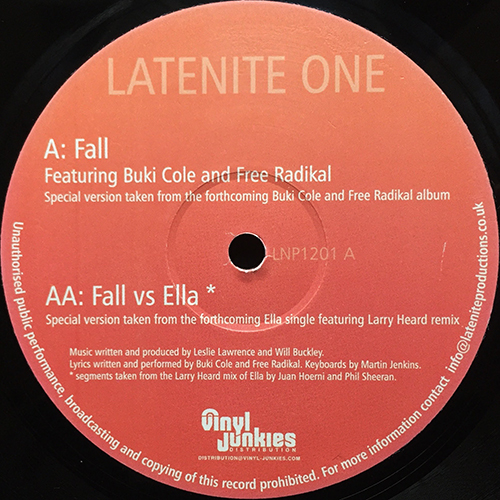 LATENITE ONE
A: Fall
Featuring Buki Cole and Free Radikal
Special version taken from the forthcoming Buki Cole and Free Radikal album
LNP1201 A
AA: Fall vs Ella *
Special version taken from the forthcoming Ella single featuring Larry Heard remix
Music written and produced by Leslie Lawrence and Will Buckley.
Lyrics written and performed by Buki Cole and Free Radikal. Keyboards by Martin Jenkins.
* segments taken from the Larry Heard mix of Ella by Juan Hoerni and Phil Sheeran.
Vinyl
Junkies
DISTRIBUTION
DISTRIBUTION@VINYL-JUNKIES.COM
Unauthorised public performance, broadcasting and copying of this record prohibited. For more information contact info@lateniteproductions.co.uk